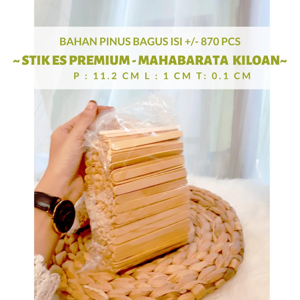 BAHAN PINUS BAGUS ISI +/- 870 PCS
~ STIK ES PREMIUM - MAHABARATA KILOAN~
P : 11.2 CM L : 1 CM T: 0.1 CM